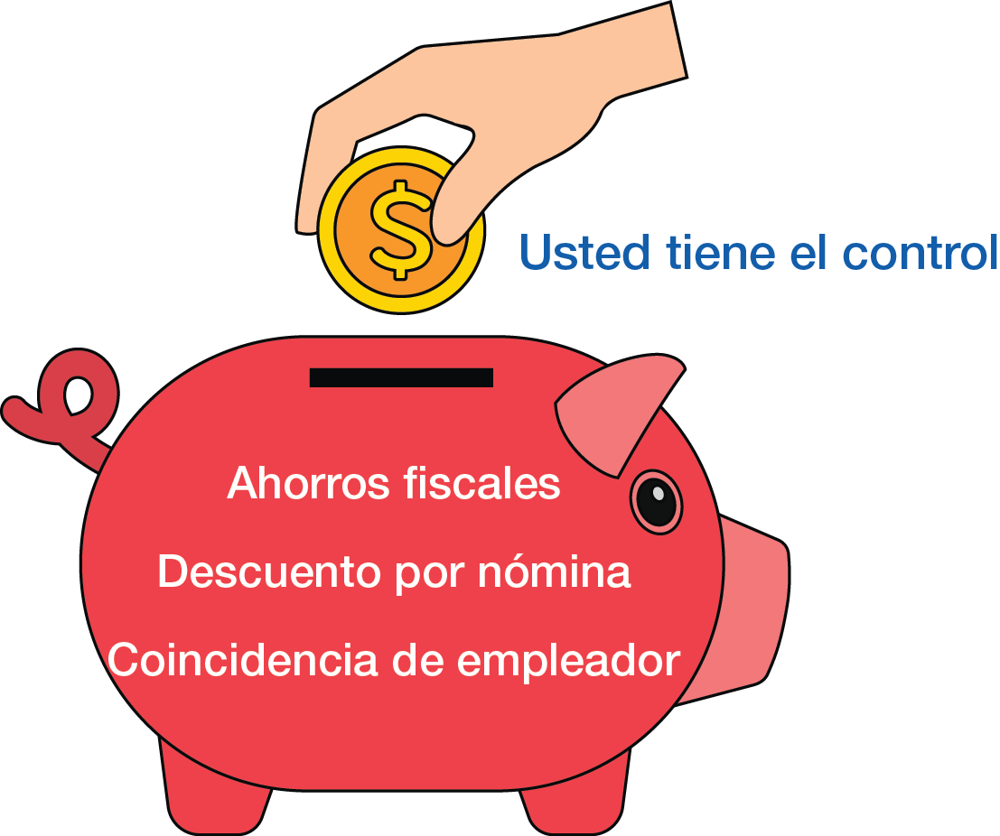 $
Usted tiene el control
Ahorros fiscales
Descuento por nómina
Coincidencia de empleador